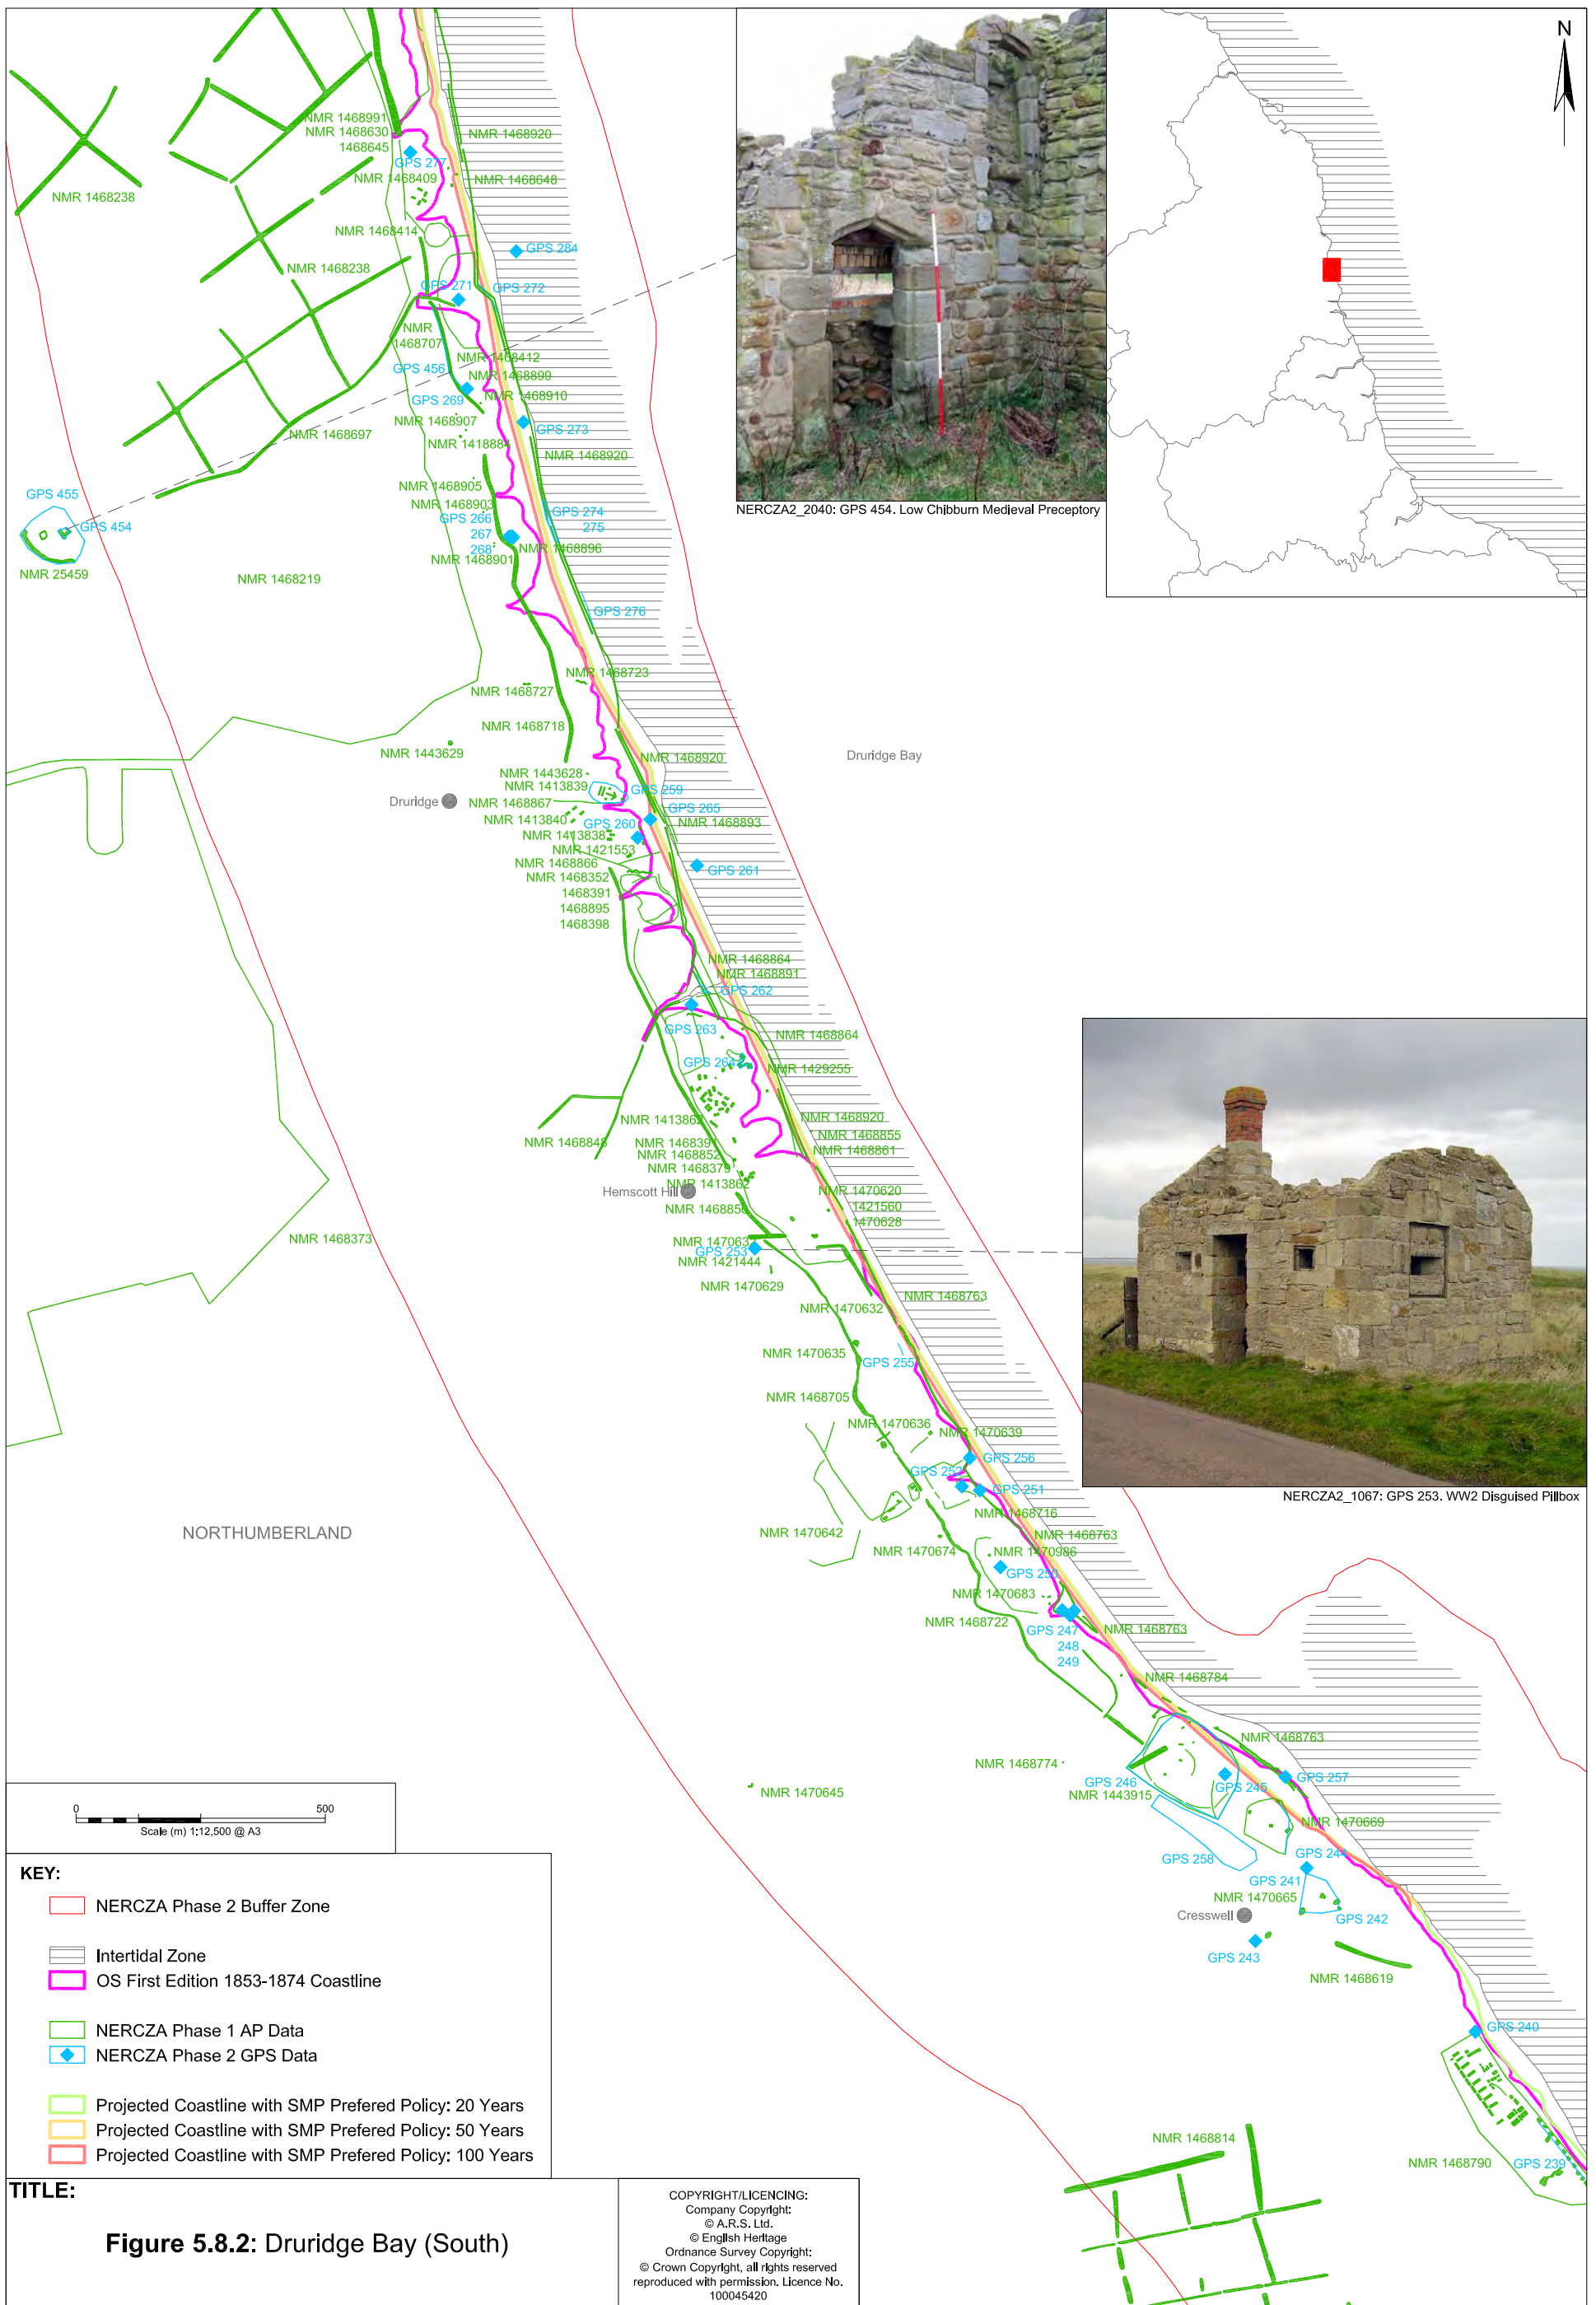 N
NMR 1468991
NMR 1468630
1468645
NMR 1468920
GPS 277
NMR 1468409
NMR 1468648
NMR 1468238
NMR 1468414
GPS 284
NMR 1468238
GPS 271
GPS 272
NMR
1468707
NMR 1468412
GPS 456
NMR 1468899
GPS 269
NMR 1468910
NMR 1468907
GPS 273
NMR 1468697
NMR 1418884
NMR 1468920
NMR 1468905
GPS 455
NMR 1468903
GPS 454
GPS 266
267
268
GPS 274
275
NMR 1468896
NMR 1468901
NMR 25459
NMR 1468219
GPS 276
NERCZA2_2040: GPS 454. Low Chibburn Medieval Preceptory
NMR 1468723
NMR 1468727
NMR 1468718
NMR 1443629
NMR 1468920
Druridge Bay
NMR 1443628
NMR 1413839
GPS 259
Druridge
NMR 1468867
GPS 265
NMR 1413840
GPS 260
NMR 1468893
NMR 1413838
NMR 1421553
NMR 1468866
GPS 261
NMR 1468352
1468391
1468895
1468398
NMR 1468864
NMR 1468891
GPS 262
GPS 263
NMR 1468864
GPS 264
NMR 1429255
NMR 1413862
NMR 1468920
NMR 1468855
NMR 1468861
NMR 1468391
NMR 1468852
NMR 1468379
NMR 1413862
Hemscott Hill
NMR 1468850
NMR 1470620
1421560
1470628
NMR 1468373
GPS 253
NMR 1421444
NMR 1470629
NMR 1468763
NMR 1470632
NMR 1470635
GPS 255
NMR 1468705
NMR 1470636
NMR 1470639
GPS 256
GPS 252
GPS 251
NERCZA2_1067: GPS 253. WW2 Disguised Pillbox
NMR 1468716
NORTHUMBERLAND
NMR 1470642
NMR 1468763
NMR 1470674
NMR 1470986
GPS 250
NMR 1470683
NMR 1468722
GPS 247
248
249
NMR 1468763
NMR 1468784
NMR 1468763
NMR 1468774
GPS 246
NMR 1443915
GPS 245
GPS 257
NMR 1470645
NMR 1470669
GPS 258
GPS 244
GPS 241
NMR 1470665
Cresswell
GPS 242
GPS 243
NMR 1468619
GPS 240
NMR 1468814
NMR 1468790
GPS 239
0 500
Scale (m) 1:12,500 @ A3
KEY:
NERCZA Phase 2 Buffer Zone
Intertidal Zone
OS First Edition 1853-1874 Coastline
NERCZA Phase 1 AP Data
NERCZA Phase 2 GPS Data
Projected Coastline with SMP Prefered Policy: 20 Years
Projected Coastline with SMP Prefered Policy: 50 Years
Projected Coastline with SMP Prefered Policy: 100 Years
TITLE:
Figure 5.8.2: Druridge Bay (South)
COPYRIGHT/LICENCING:
Company Copyright:
© A.R.S. Ltd.
© English Heritage
Ordnance Survey Copyright:
© Crown Copyright, all rights reserved
reproduced with permission. Licence No.
100045420